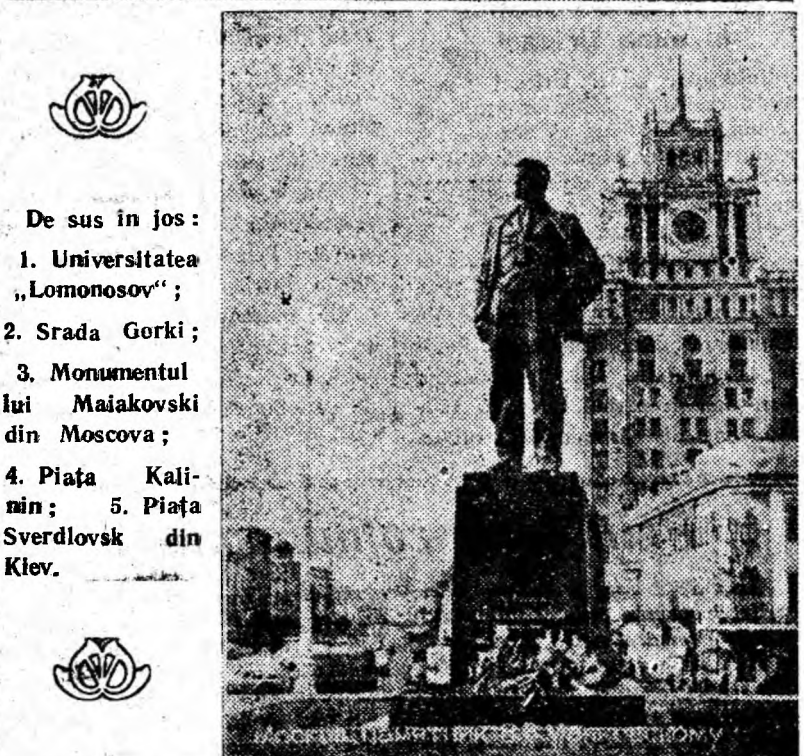 De sus in jos :
1. Universitatea
„Lomonosov“ ;
2. Srada Gorki ;
3. Monumentul
lui Maiakovski
din Moscova ;
4. Piața Kali-
nin ; 5. Piața
Sverdlovsk din
Kiev.